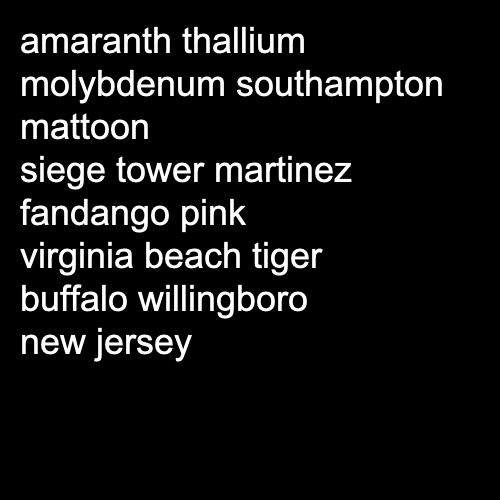 amaranth thallium
molybdenum southampton
mattoon
siege tower martinez
fandango pink
virginia beach tiger
buffalo willingboro
new jersey